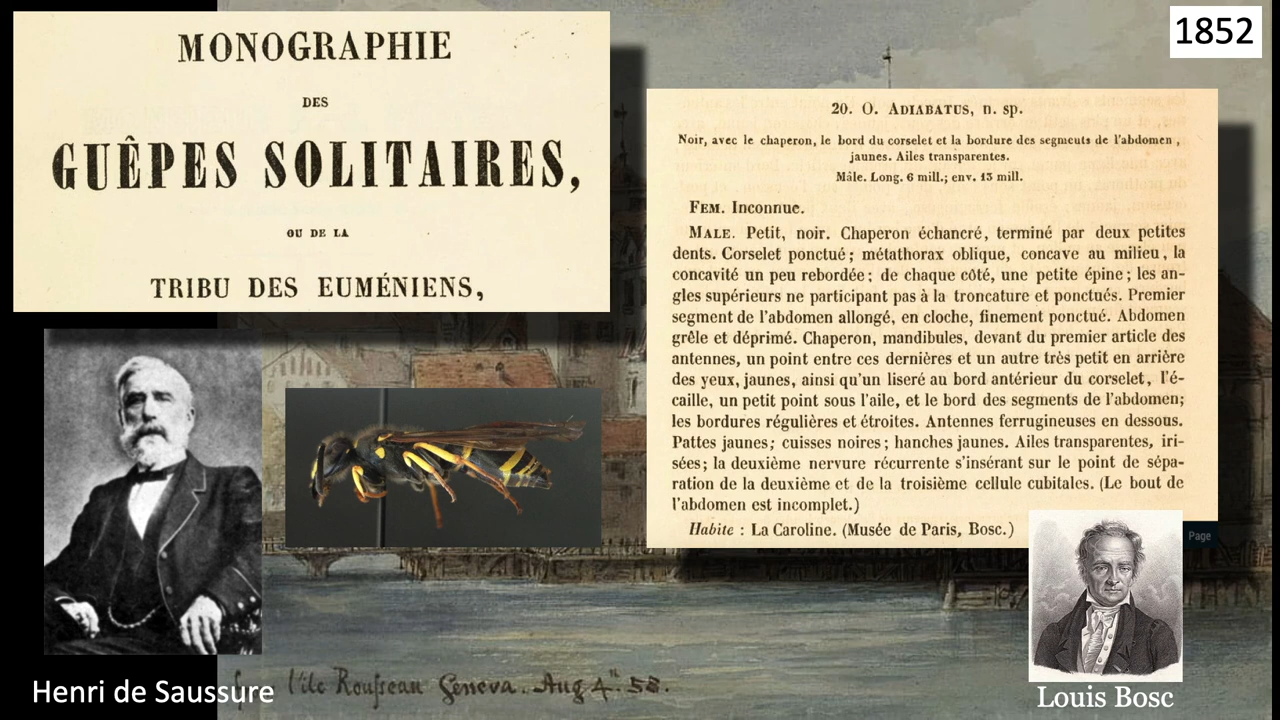 1852
MONOGRAPHIE
DES
GUÊPES SOLITAIRES,
OU DE LA
TRIBU DES EUMÉNIENS,
20. O. ADIABATUS, n. sp.
Noir, avec le chaperon, le bord du corselet et la bordure des segments de l'abdomen,
jaunes. Ailes transparentes.
Mâle. Long. 6 mill.; env. 13 mill.
FEM. Inconnue.
MALE. Petit, noir. Chaperon échancré, terminé par deux petites
dents. Corselet ponctué; métathorax oblique, concave au milieu, la
concavité un peu rebordée; de chaque côté, une petite épine; les an-
gles supérieurs ne participant pas à la troncature et ponctués. Premier
segment de l'abdomen allongé, en cloche, finement ponctué. Abdomen
grêle et déprimé. Chaperon, mandibules, devant du premier article des
antennes, un point entre ces dernières et un autre très petit en arrière
des yeux, jaunes, ainsi qu'un liseré au bord antérieur du corselet, l'é-
caille, un petit point sous l'aile, et le bord des segments de l'abdomen;
les bordures régulières et étroites. Antennes ferrugineuses en dessous.
Pattes jaunes; cuisses noires; hanches jaunes. Ailes transparentes, iri-
sées; la deuxième nervure récurrente s'insérant sur le point de sépa-
ration de la deuxième et de la troisième cellule cubitales. (Le bout de
l'abdomen est incomplet.)
Habite : La Caroline. (Musée de Paris, Bosc.)
Page
Henri de Saussure
l'ile Rousseau Geneva. Aug 4th 58.
Louis Bosc